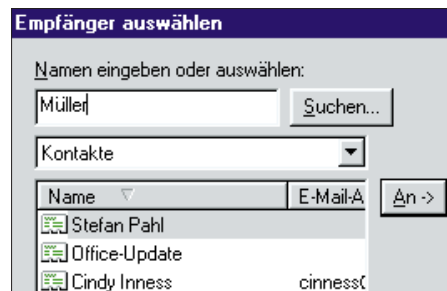 Empfänger auswählen
Namen eingeben oder auswählen:
Müller
Suchen...
Kontakte
Name E-Mail-A
An ->
Stefan Pahl
Office-Update
Cindy Inness cinness(